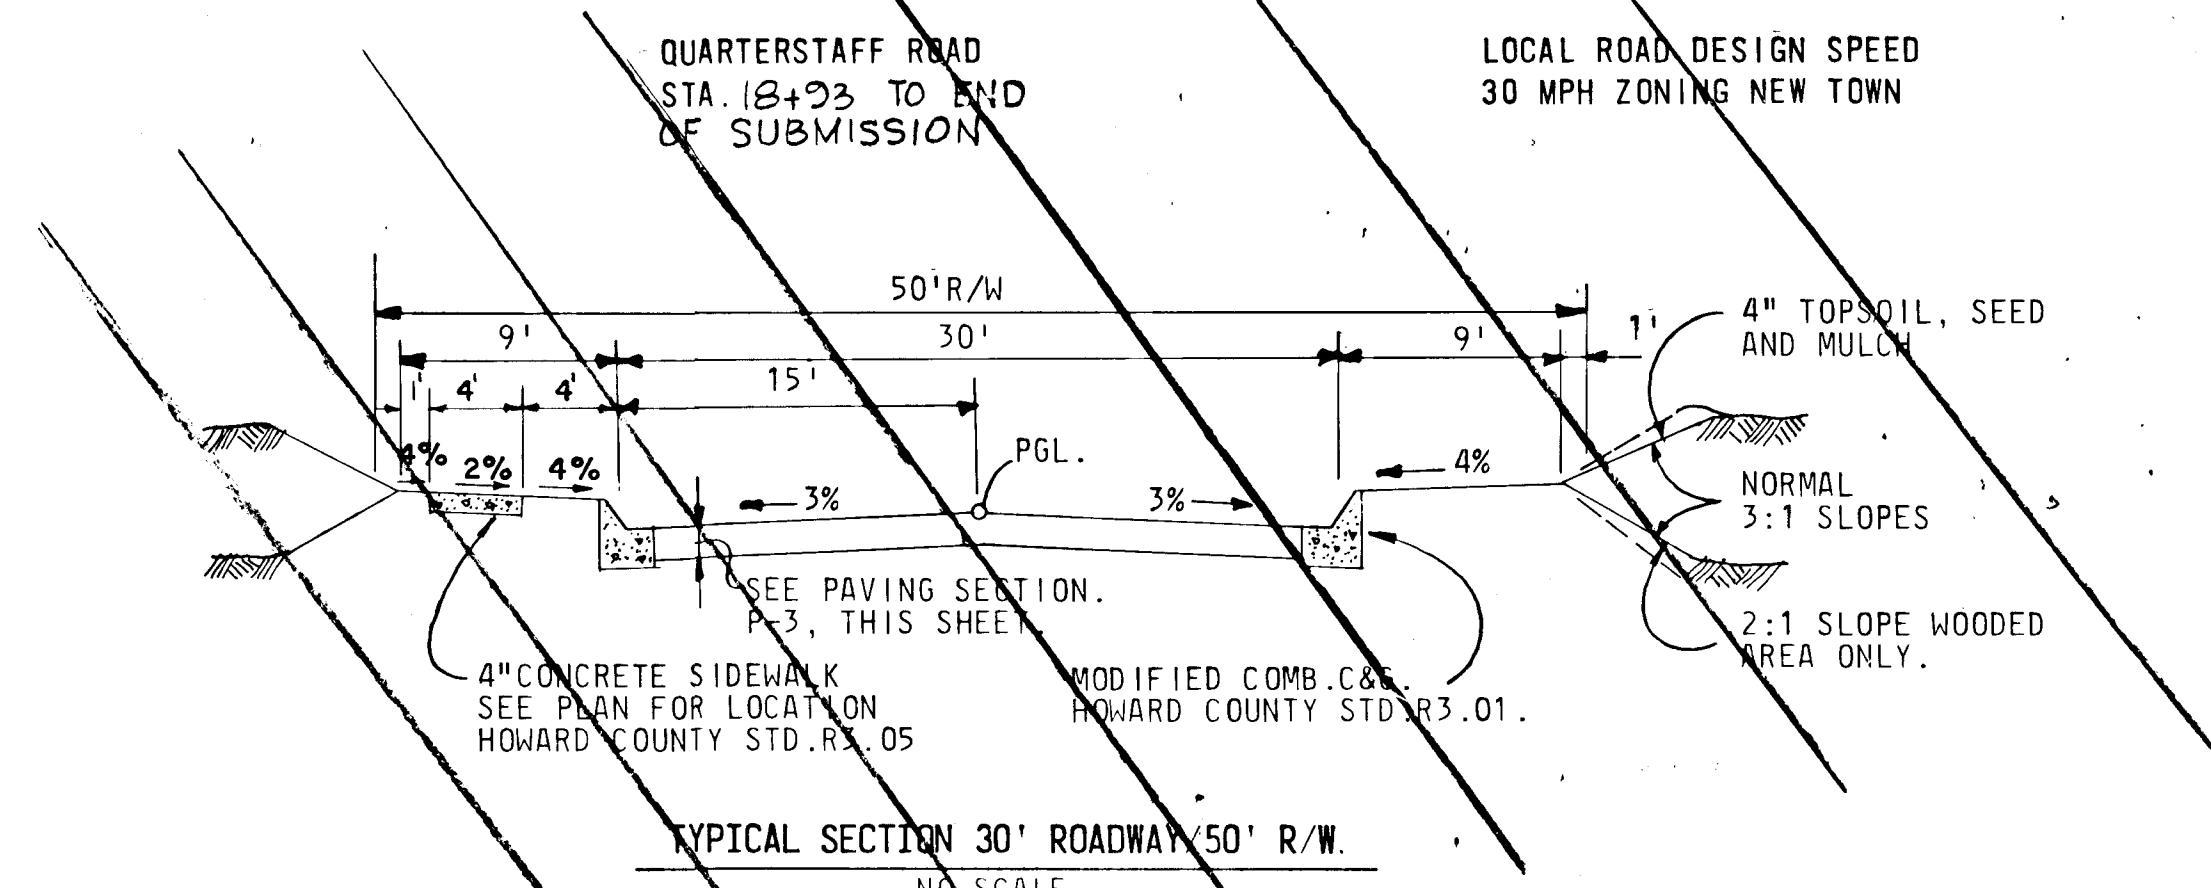 QUARTERSTAFF ROAD
STA. 18+93 TO END
OF SUBMISSION
LOCAL ROAD DESIGN SPEED
30 MPH ZONING NEW TOWN
50'R/W
9'
30'
9'
1'
15'
1'
4'
4'
4%
2%
4%
3%
PGL.
3%
4%
4" TOPSOIL, SEED
AND MULCH
NORMAL
3:1 SLOPES
2:1 SLOPE WOODED
AREA ONLY.
SEE PAVING SECTION.
P-3, THIS SHEET.
4"CONCRETE SIDEWALK
SEE PLAN FOR LOCATION
HOWARD COUNTY STD.R3.05
MODIFIED COMB.C&G.
HOWARD COUNTY STD.R3.01.
TYPICAL SECTION 30' ROADWAY/50' R/W.
NO SCALE